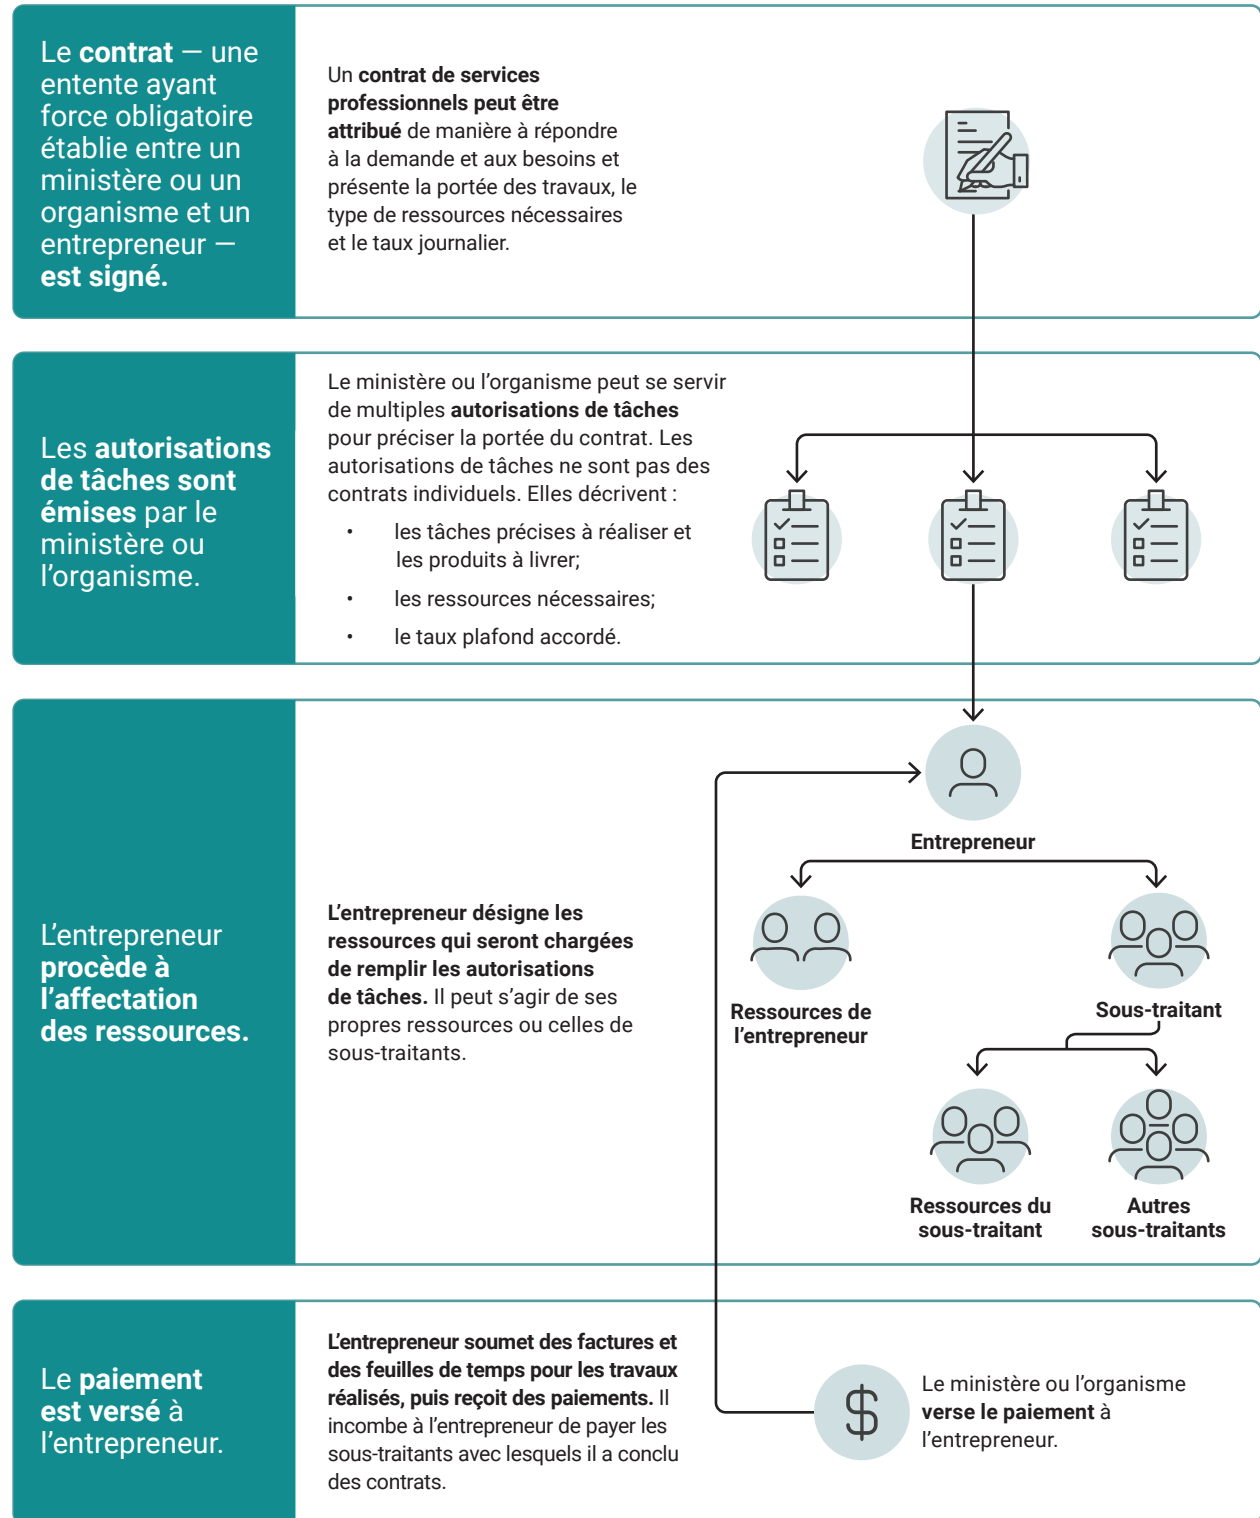 Le contrat — une
entente ayant
force obligatoire
établie entre un
ministère ou un
organisme et un
entrepreneur —
est signé.
Un contrat de services
professionnels peut être
attribué de manière à répondre
à la demande et aux besoins et
présente la portée des travaux, le
type de ressources nécessaires
et le taux journalier.
Les autorisations
de tâches sont
émises par le
ministère ou
l’organisme.
Le ministère ou l’organisme peut se servir
de multiples autorisations de tâches
pour préciser la portée du contrat. Les
autorisations de tâches ne sont pas des
contrats individuels. Elles décrivent :
• les tâches précises à réaliser et
les produits à livrer;
• les ressources nécessaires;
• le taux plafond accordé.
L’entrepreneur
procède à
l’affectation
des ressources.
L’entrepreneur désigne les
ressources qui seront chargées
de remplir les autorisations
de tâches. Il peut s’agir de ses
propres ressources ou celles de
sous-traitants.
Entrepreneur
Ressources de
l’entrepreneur
Sous-traitant
Ressources du
sous-traitant
Autres
sous-traitants
Le paiement
est versé à
l’entrepreneur.
L’entrepreneur soumet des factures et
des feuilles de temps pour les travaux
réalisés, puis reçoit des paiements. Il
incombe à l’entrepreneur de payer les
sous-traitants avec lesquels il a conclu
des contrats.
$
Le ministère ou l’organisme
verse le paiement à
l’entrepreneur.